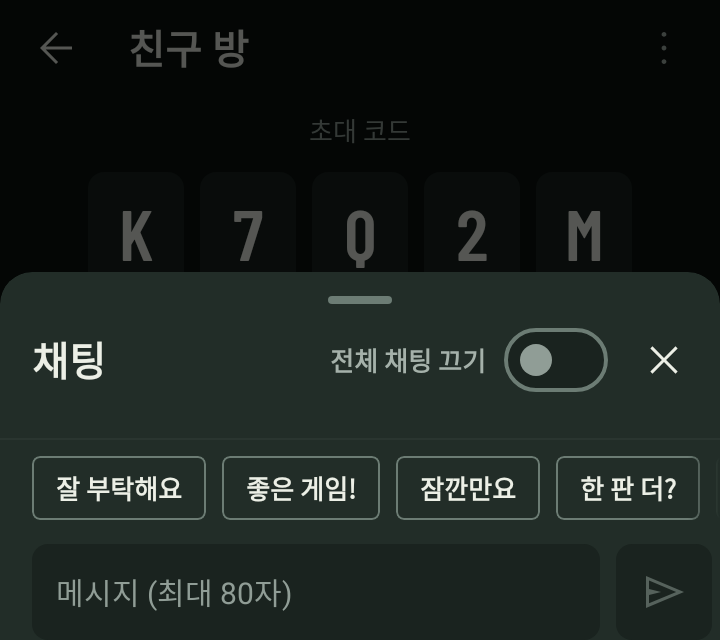 친구 방
초대 코드
K 7 Q 2 M
채팅 전체 채팅 끄기
잘 부탁해요 좋은 게임! 잠깐만요 한 판 더?
메시지 (최대 80자)